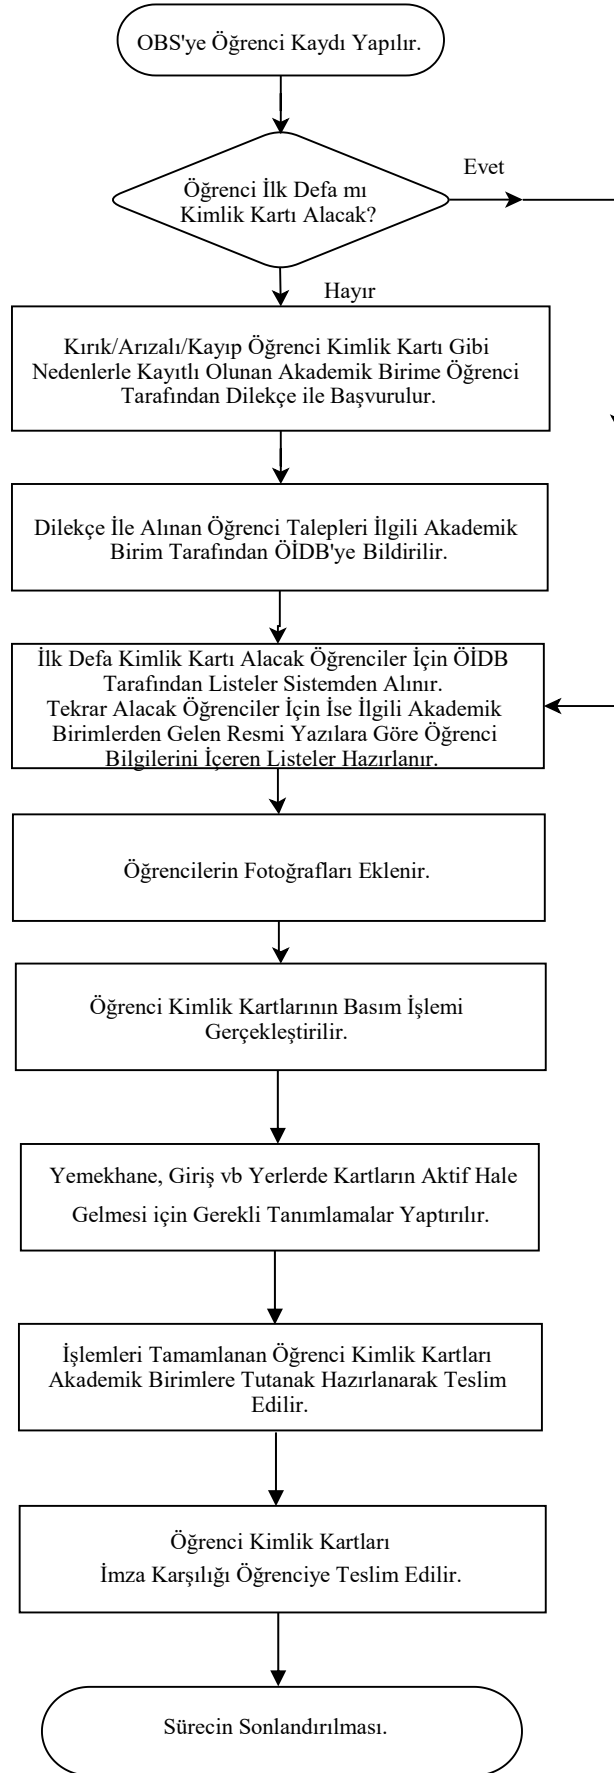 OBS'ye Öğrenci Kaydı Yapılır.
Öğrenci İlk Defa mı
Kimlik Kartı Alacak?
Evet
Hayır
Kırık/Arızalı/Kayıp Öğrenci Kimlik Kartı Gibi
Nedenlerle Kayıtlı Olunan Akademik Birime Öğrenci
Tarafından Dilekçe ile Başvurulur.
Dilekçe İle Alınan Öğrenci Talepleri İlgili Akademik
Birim Tarafından ÖİDB'ye Bildirilir.
İlk Defa Kimlik Kartı Alacak Öğrenciler İçin ÖİDB
Tarafından Listeler Sistemden Alınır.
Tekrar Alacak Öğrenciler İçin İse İlgili Akademik
Birimlerden Gelen Resmi Yazılara Göre Öğrenci
Bilgilerini İçeren Listeler Hazırlanır.
Öğrencilerin Fotoğrafları Eklenir.
Öğrenci Kimlik Kartlarının Basım İşlemi
Gerçekleştirilir.
Yemekhane, Giriş vb Yerlerde Kartların Aktif Hale
Gelmesi için Gerekli Tanımlamalar Yaptırılır.
İşlemleri Tamamlanan Öğrenci Kimlik Kartları
Akademik Birimlere Tutanak Hazırlanarak Teslim
Edilir.
Öğrenci Kimlik Kartları
İmza Karşılığı Öğrenciye Teslim Edilir.
Sürecin Sonlandırılması.